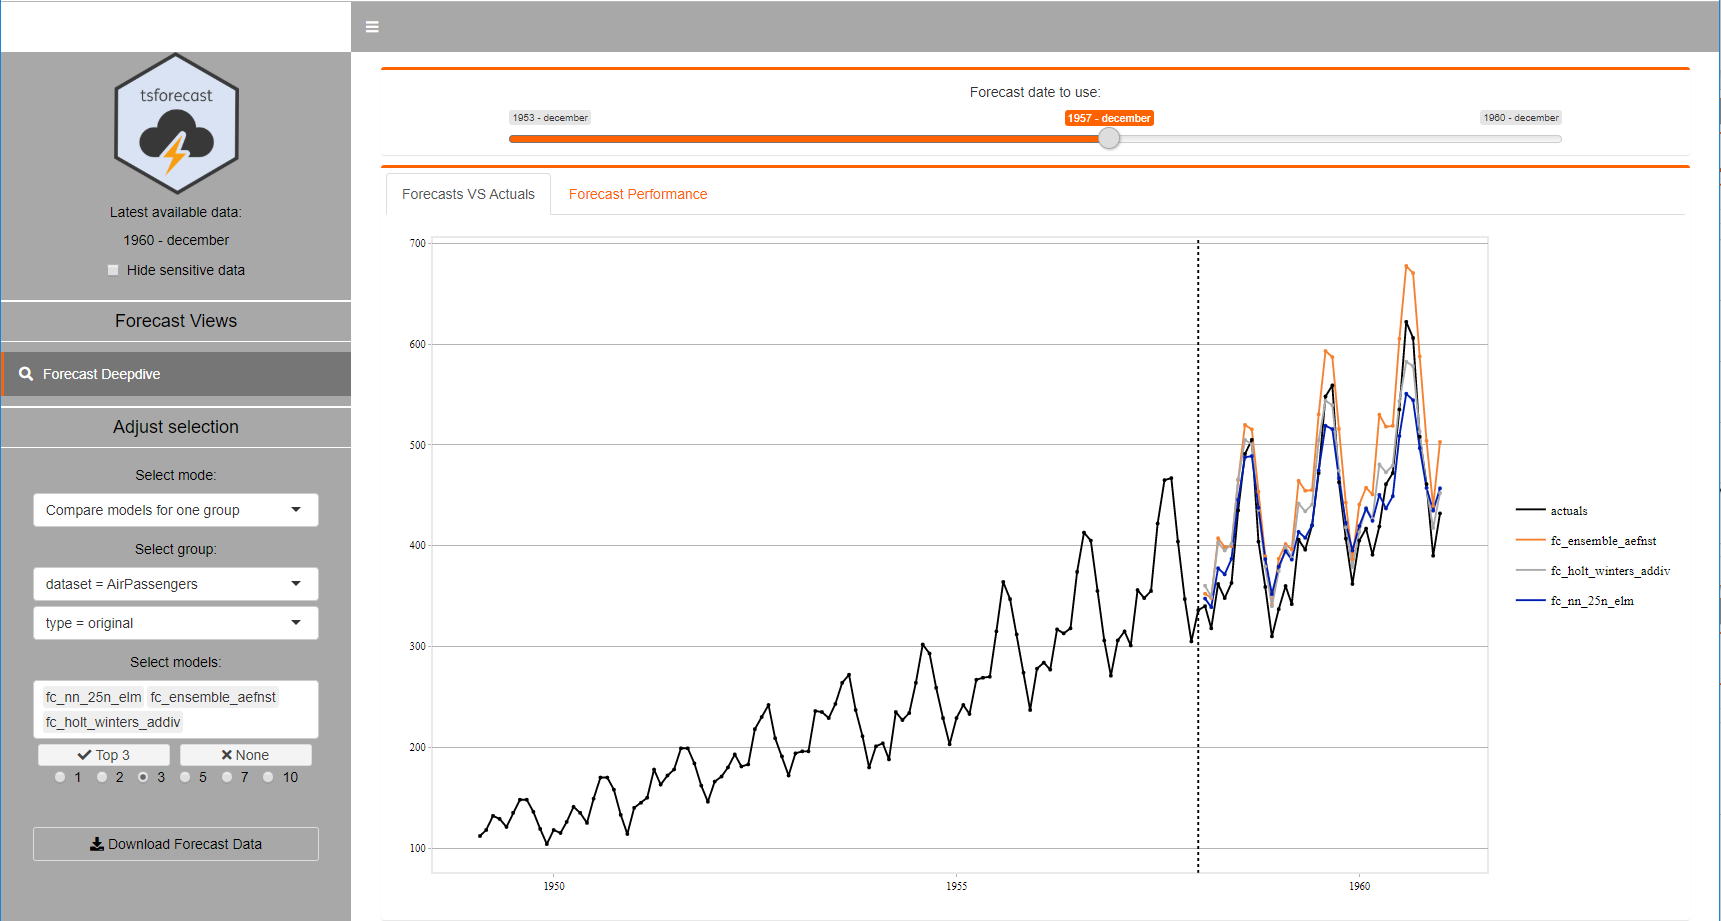 tsforecast
Latest available data:
1960 - december
Hide sensitive data
Forecast Views
Forecast Deepdive
Adjust selection
Select mode:
Compare models for one group
Select group:
dataset = AirPassengers
type = original
Select models:
fc_nn_25n_elm fc_ensemble_aefnst
fc_holt_winters_addiv
Top 3 None
1 2 3 5 7 10
Download Forecast Data
Forecast date to use:
1953 - december 1957 - december 1960 - december
Forecasts VS Actuals Forecast Performance
700
600
500
400
300
200
100
1950 1955 1960
actuals
fc_ensemble_aefnst
fc_holt_winters_addiv
fc_nn_25n_elm